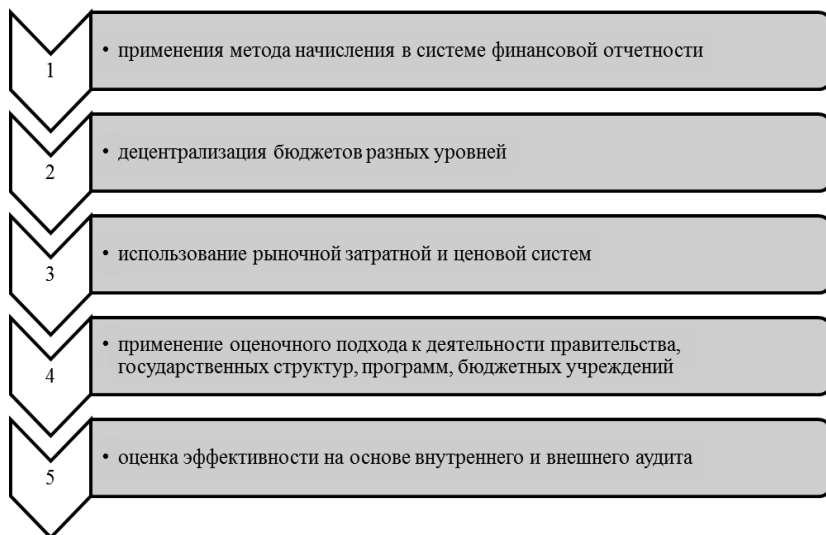 1
• применения метода начисления в системе финансовой отчетности
2
• децентрализация бюджетов разных уровней
3
• использование рыночной затратной и ценовой систем
4
• применение оценочного подхода к деятельности правительства,
государственных структур, программ, бюджетных учреждений
5
• оценка эффективности на основе внутреннего и внешнего аудита